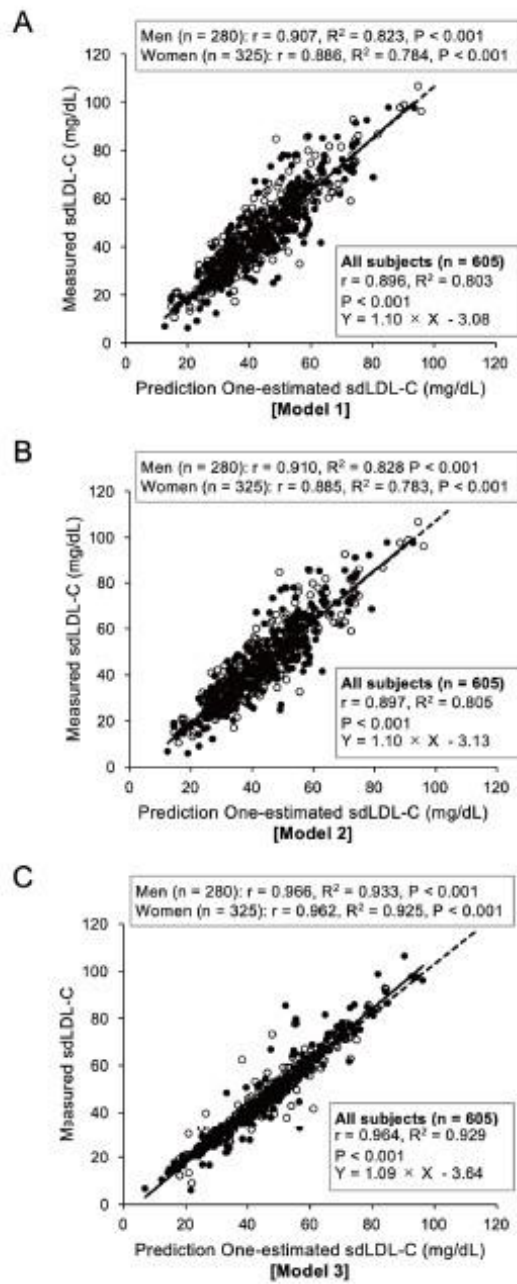 A
Men (n = 280): r = 0.907, R² = 0.823, P < 0.001
Women (n = 325): r = 0.886, R² = 0.784, P < 0.001
120
100
80
60
40
20
0
Measured sdLDL-C (mg/dL)
All subjects (n = 605)
r = 0.896, R² = 0.803
P < 0.001
Y = 1.10 × X - 3.08
0 20 40 60 80 100 120
Prediction One-estimated sdLDL-C (mg/dL)
[Model 1]
B
Men (n = 280): r = 0.910, R² = 0.828 P < 0.001
Women (n = 325): r = 0.885, R² = 0.783, P < 0.001
120
100
80
60
40
20
0
Measured sdLDL-C (mg/dL)
All subjects (n = 605)
r = 0.897, R² = 0.805
P < 0.001
Y = 1.10 × X - 3.13
0 20 40 60 80 100 120
Prediction One-estimated sdLDL-C (mg/dL)
[Model 2]
C
Men (n = 280): r = 0.966, R² = 0.933, P < 0.001
Women (n = 325): r = 0.962, R² = 0.925, P < 0.001
120
100
80
60
40
20
0
Measured sdLDL-C
All subjects (n = 605)
r = 0.964, R² = 0.929
P < 0.001
Y = 1.09 × X - 3.64
0 20 40 60 80 100 120
Prediction One-estimated sdLDL-C (mg/dL)
[Model 3]